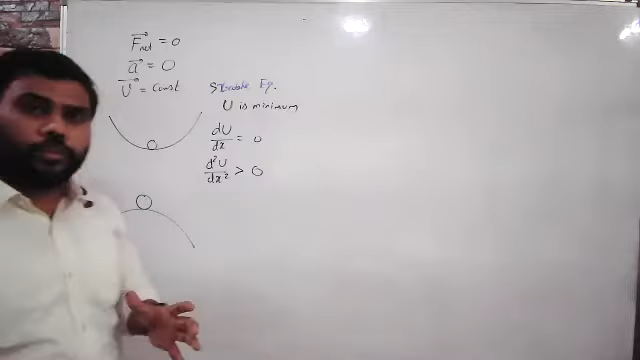 F⃗net = 0
a⃗ = 0
v⃗ = const
Stable Eq.
U is minimum
dU/dx = 0
d²U/dx² > 0